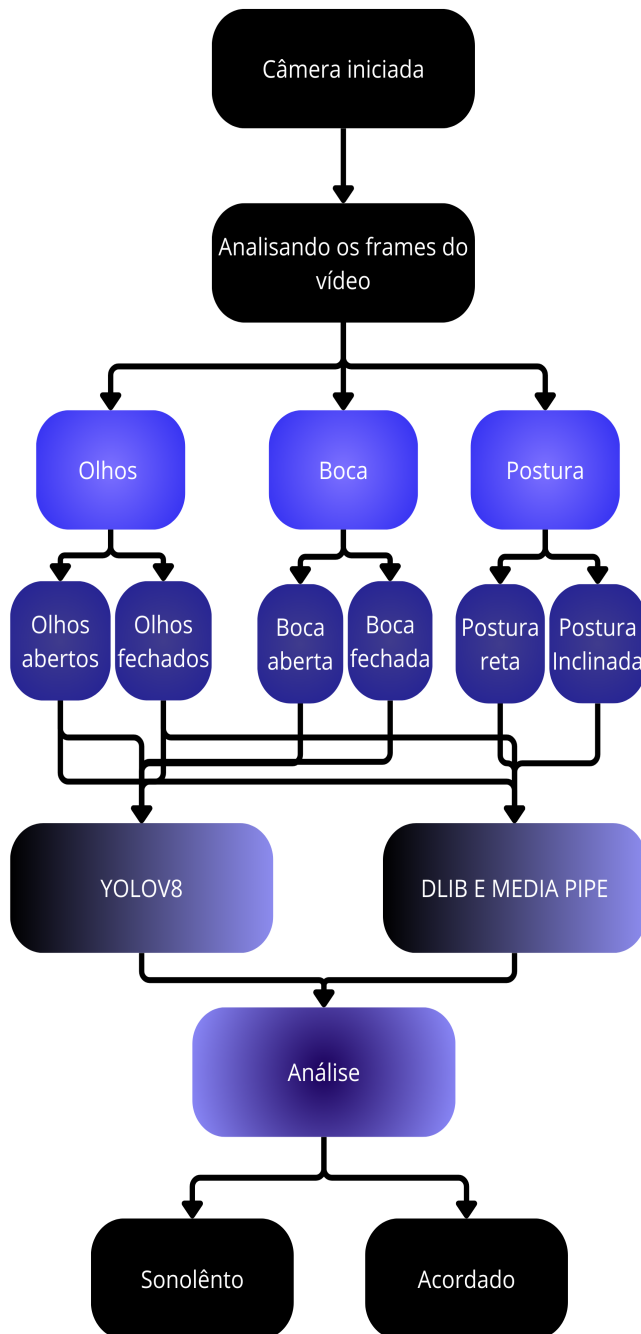 Câmera iniciada
Analisando os frames do
vídeo
Olhos
Boca
Postura
Olhos
abertos
Olhos
fechados
Boca
aberta
Boca
fechada
Postura
reta
Postura
Inclinada
YOLOV8
DLIB E MEDIA PIPE
Análise
Sonolênto
Acordado